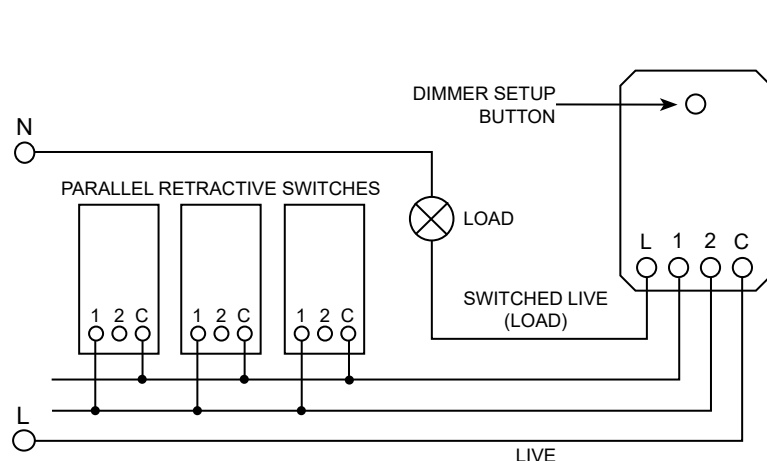 DIMMER SETUP
BUTTON
N
PARALLEL RETRACTIVE SWITCHES
LOAD
L 1 2 C
SWITCHED LIVE
(LOAD)
1 2 C
1 2 C
1 2 C
L
LIVE